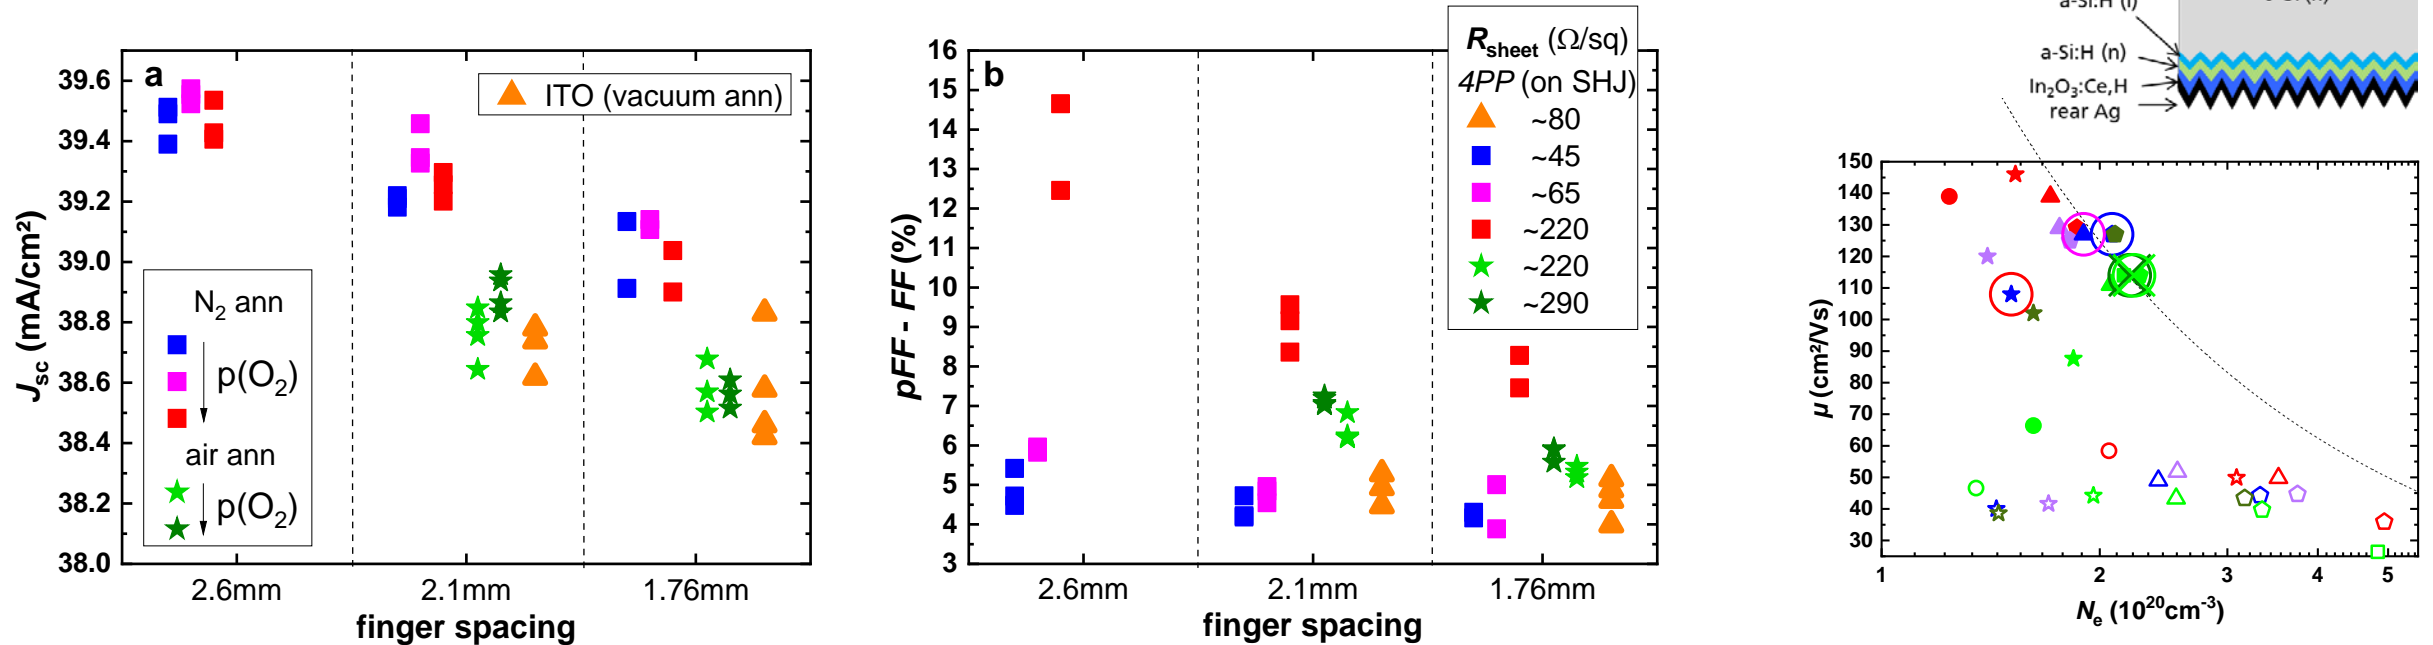 a
ITO (vacuum ann)
39.6
39.4
39.2
39.0
38.8
38.6
38.4
38.2
38.0
J_sc (mA/cm²)
N₂ ann
p(O₂)
air ann
p(O₂)
2.6mm 2.1mm 1.76mm
finger spacing
b
16
15
14
13
12
11
10
9
8
7
6
5
4
3
pFF - FF (%)
R_sheet (Ω/sq)
4PP (on SHJ)
~80
~45
~65
~220
~220
~290
2.6mm 2.1mm 1.76mm
finger spacing
a-Si:H (n)
In₂O₃:Ce,H
rear Ag
150
140
130
120
110
100
90
80
70
60
50
40
30
μ (cm²/Vs)
1 2 3 4 5
N_e (10²⁰cm⁻³)